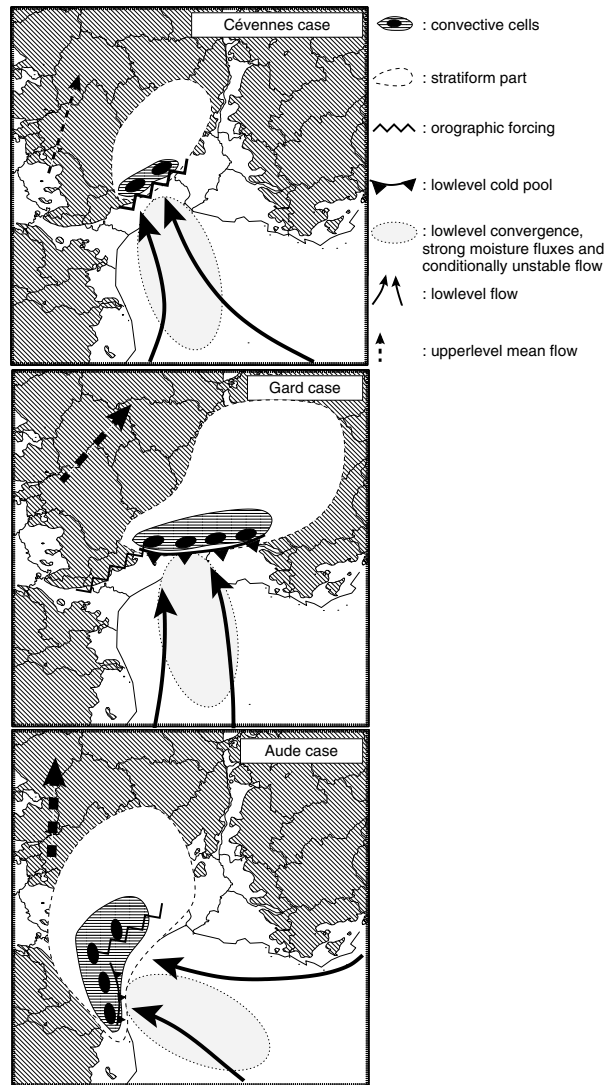 Cévennes case
: convective cells
: stratiform part
: orographic forcing
: lowlevel cold pool
: lowlevel convergence,
strong moisture fluxes and
conditionally unstable flow
: lowlevel flow
: upperlevel mean flow
Gard case
Aude case